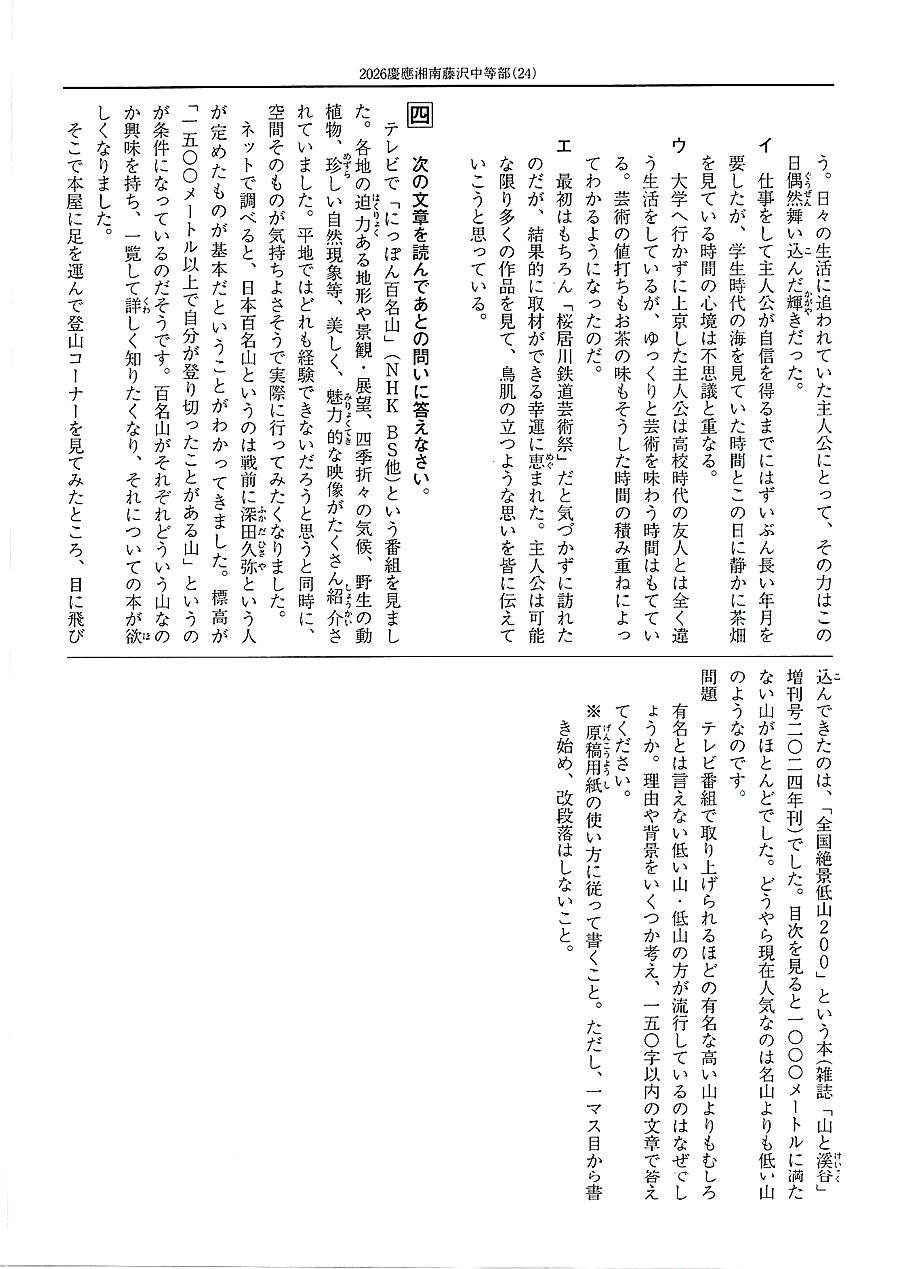 2026慶應湘南藤沢中等部(24)
う。日々の生活に追われていた主人公にとって、その力はこの
日偶然舞い込んだ輝きだった。
イ 仕事をして主人公が自信を得るまでにはずいぶん長い年月を
要したが、学生時代の海を見ていた時間とこの日に静かに茶畑
を見ている時間の心境は不思議と重なる。
ウ 大学へ行かずに上京した主人公は高校時代の友人とは全く違
う生活をしているが、ゆっくりと芸術を味わう時間はもててい
る。芸術の値打ちもお茶の味もそうした時間の積み重ねによっ
てわかるようになったのだ。
エ 最初はもちろん「桜居川鉄道芸術祭」だと気づかずに訪れた
のだが、結果的に取材ができる幸運に恵まれた。主人公は可能
な限り多くの作品を見て、鳥肌の立つような思いを皆に伝えて
いこうと思っている。
四 次の文章を読んであとの問いに答えなさい。
テレビで「にっぽん百名山」(NHK BS他)という番組を見まし
た。各地の迫力ある地形や景観・展望、四季折々の気候、野生の動
植物、珍しい自然現象等、美しく、魅力的な映像がたくさん紹介さ
れていました。平地ではどれも経験できないだろうと思うと同時に、
空間そのものが気持ちよさそうで実際に行ってみたくなりました。
ネットで調べると、日本百名山というのは戦前に深田久弥という人
が定めたものが基本だということがわかってきました。標高が
「一五〇〇メートル以上で自分が登り切ったことがある山」というの
が条件になっているのだそうです。百名山がそれぞれどういう山なの
か興味を持ち、一覧して詳しく知りたくなり、それについての本が欲
しくなりました。
そこで本屋に足を運んで登山コーナーを見てみたところ、目に飛び
込んできたのは、「全国絶景低山200」という本(雑誌「山と溪谷」
増刊号二〇二四年刊)でした。目次を見ると一〇〇〇メートルに満た
ない山がほとんどでした。どうやら現在人気なのは名山よりも低い山
のようなのです。
問題 テレビ番組で取り上げられるほどの有名な高い山よりもむしろ
有名とは言えない低い山・低山の方が流行しているのはなぜでし
ょうか。理由や背景をいくつか考え、一五〇字以内の文章で答え
てください。
※ 原稿用紙の使い方に従って書くこと。ただし、一マス目から書
き始め、改段落はしないこと。